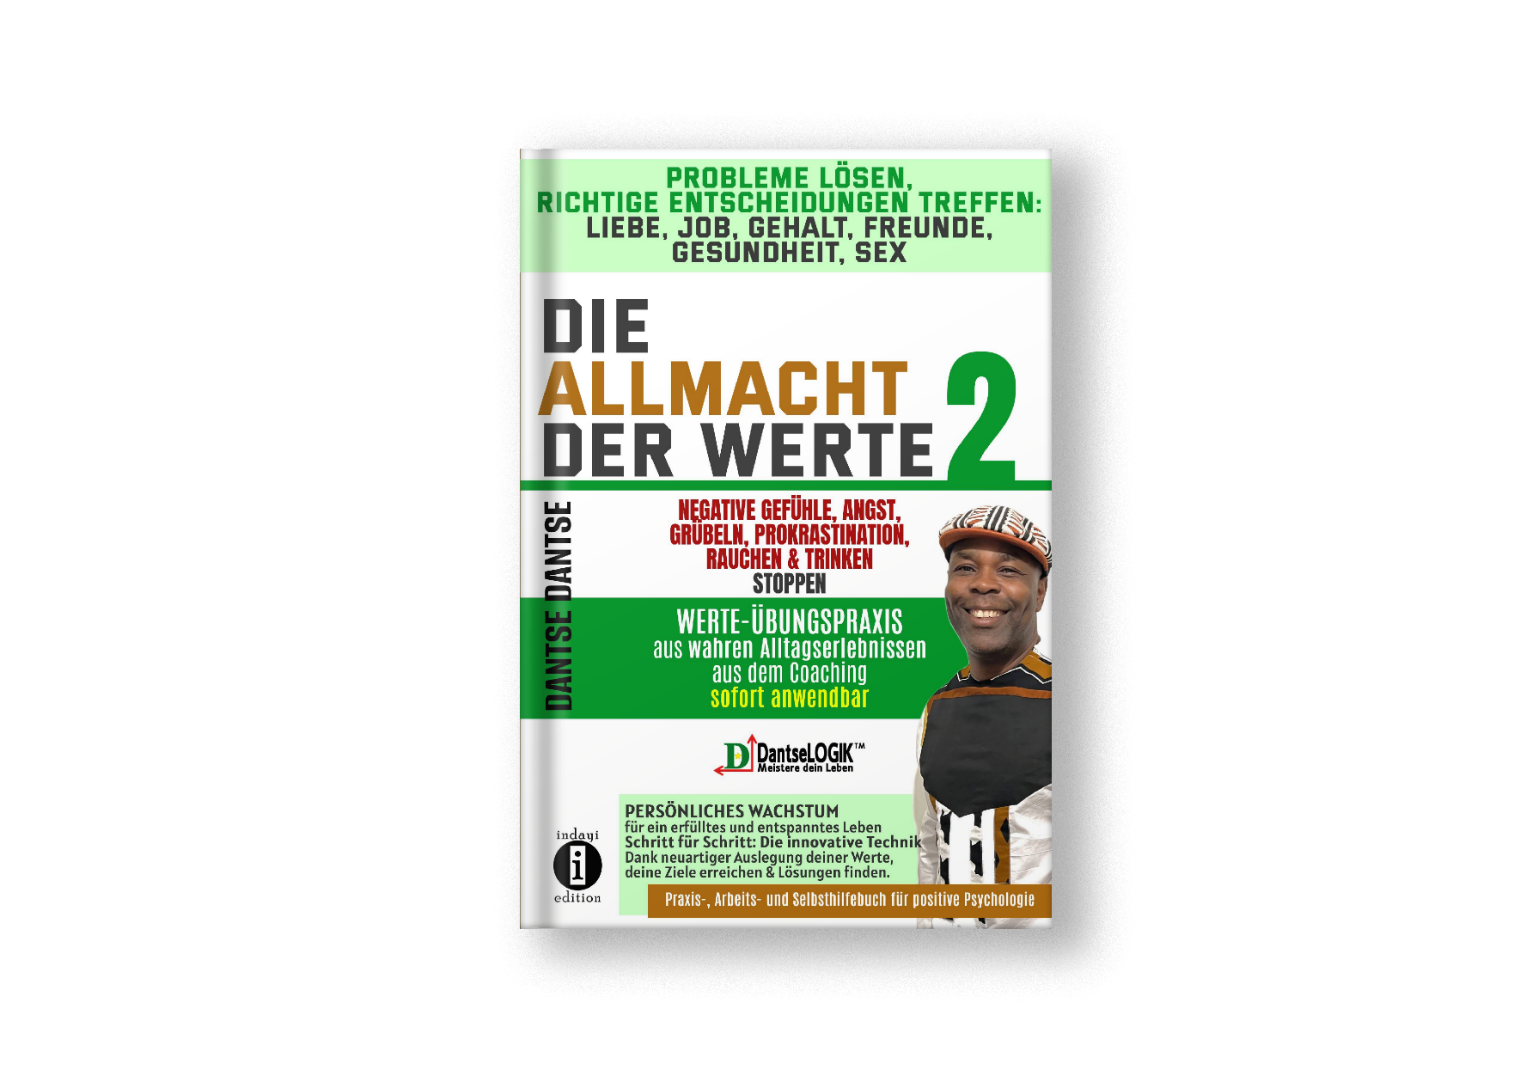 PROBLEME LÖSEN,
RICHTIGE ENTSCHEIDUNGEN TREFFEN:
LIEBE, JOB, GEHALT, FREUNDE,
GESUNDHEIT, SEX
DIE
ALLMACHT
DER WERTE 2
DANTSE DANTSE
NEGATIVE GEFÜHLE, ANGST,
GRÜBELN, PROKRASTINATION,
RAUCHEN & TRINKEN
STOPPEN
WERTE-ÜBUNGSPRAXIS
aus wahren Alltagserlebnissen
aus dem Coaching
sofort anwendbar
D DantseLOGIK™
Meistere dein Leben
PERSÖNLICHES WACHSTUM
für ein erfülltes und entspanntes Leben
Schritt für Schritt: Die innovative Technik
Dank neuartiger Auslegung deiner Werte,
deine Ziele erreichen & Lösungen finden.
indayi
i
edition
Praxis-, Arbeits- und Selbsthilfebuch für positive Psychologie